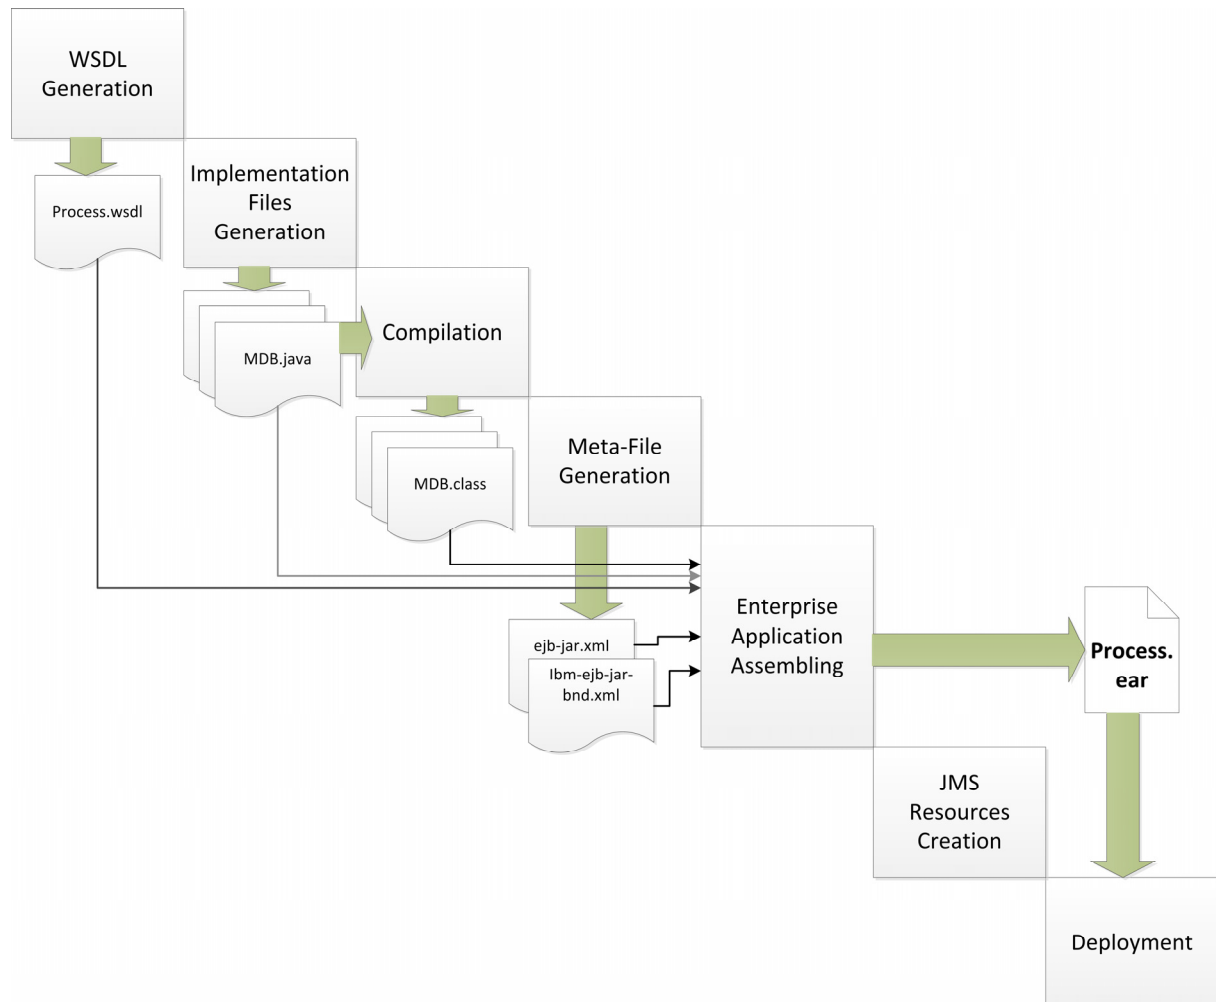 WSDL
Generation
Process.wsdl
Implementation
Files
Generation
MDB.java
Compilation
MDB.class
Meta-File
Generation
ejb-jar.xml
Ibm-ejb-jar-
bnd.xml
Enterprise
Application
Assembling
Process.
ear
JMS
Resources
Creation
Deployment